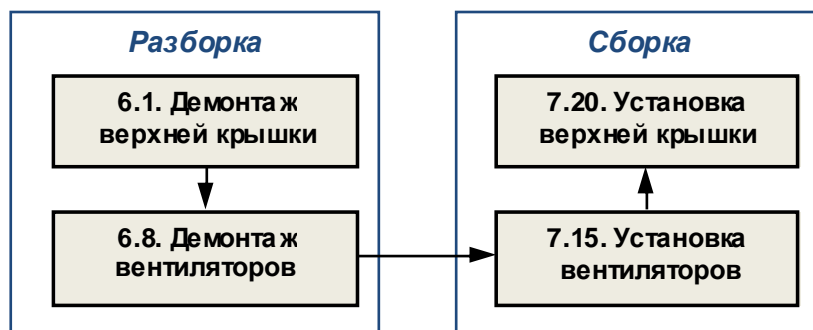 Разборка
6.1. Демонтаж
верхней крышки
6.8. Демонтаж
вентиляторов
Сборка
7.20. Установка
верхней крышки
7.15. Установка
вентиляторов